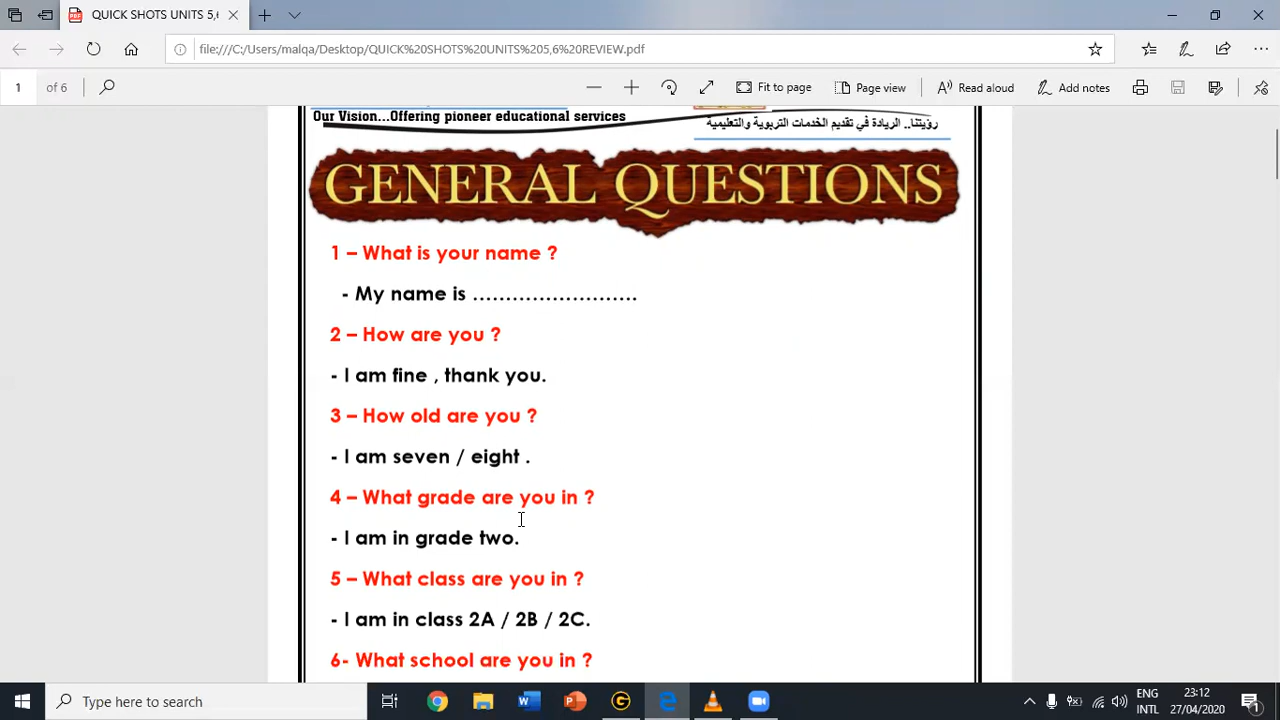 QUICK SHOTS UNITS 5,6
file:///C:/Users/malqa/Desktop/QUICK%20SHOTS%20UNITS%205,6%20REVIEW.pdf
1 of 6
Fit to page
Page view
Read aloud
Add notes
Our Vision...Offering pioneer educational services
رؤيتنا.. الريادة في تقديم الخدمات التربوية والتعليمية
GENERAL QUESTIONS
1 – What is your name ?
- My name is ……………………….
2 – How are you ?
- I am fine , thank you.
3 – How old are you ?
- I am seven / eight .
4 – What grade are you in ?
- I am in grade two.
5 – What class are you in ?
- I am in class 2A / 2B / 2C.
6- What school are you in ?
Type here to search
ENG
INTL
23:12
27/04/2020